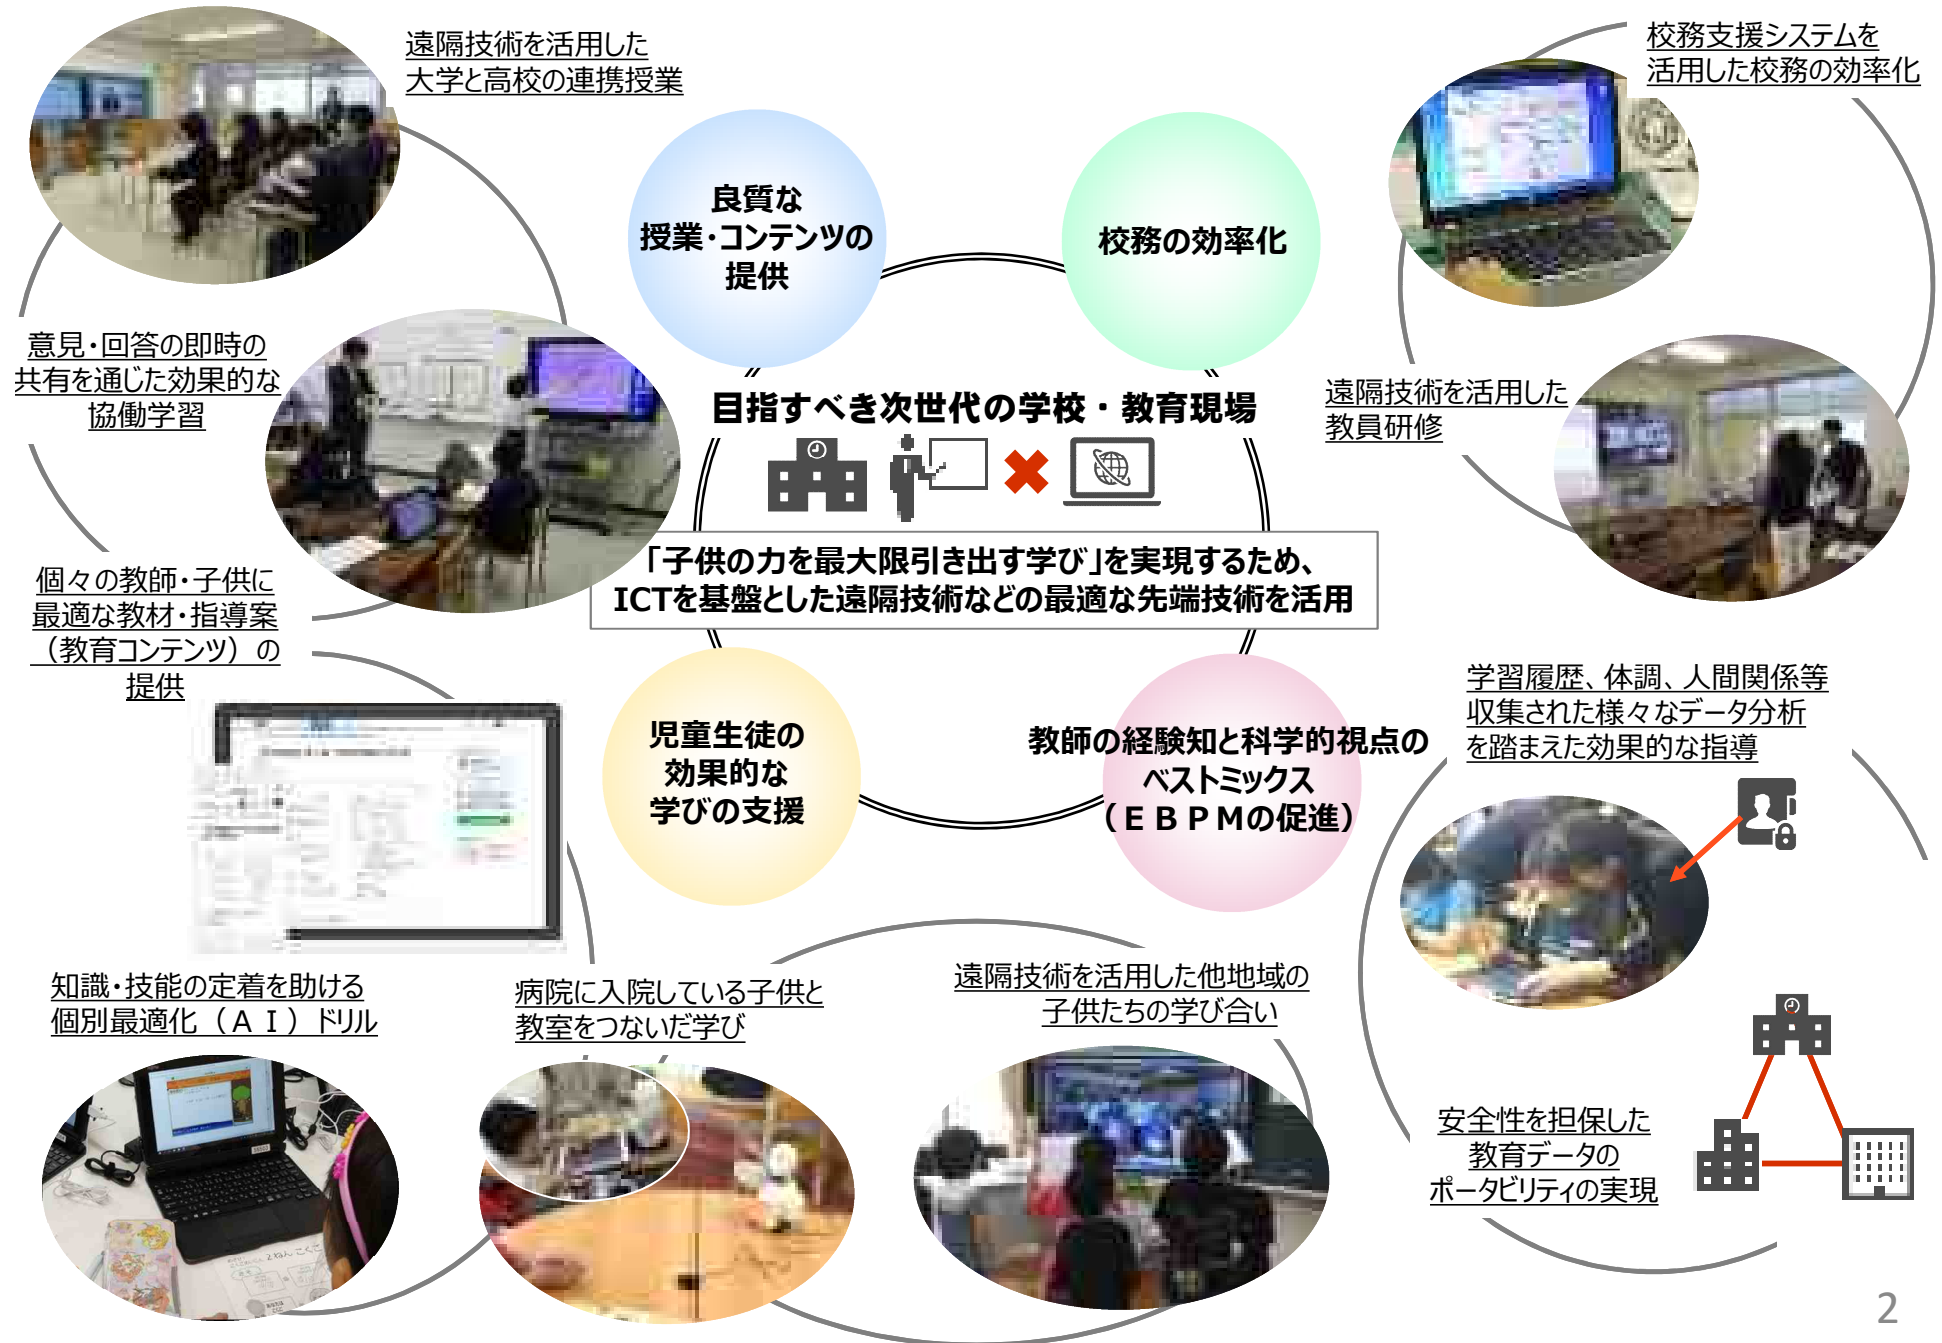 遠隔技術を活用した
大学と高校の連携授業
校務支援システムを
活用した校務の効率化
良質な
授業・コンテンツの
提供
校務の効率化
意見・回答の即時の
共有を通じた効果的な
協働学習
遠隔技術を活用した
教員研修
目指すべき次世代の学校・教育現場
「子供の力を最大限引き出す学び」を実現するため、
ICTを基盤とした遠隔技術などの最適な先端技術を活用
個々の教師・子供に
最適な教材・指導案
（教育コンテンツ）の
提供
児童生徒の
効果的な
学びの支援
教師の経験知と科学的視点の
ベストミックス
（ＥＢＰＭの促進）
学習履歴、体調、人間関係等
収集された様々なデータ分析
を踏まえた効果的な指導
知識・技能の定着を助ける
個別最適化（ＡＩ）ドリル
病院に入院している子供と
教室をつないだ学び
遠隔技術を活用した他地域の
子供たちの学び合い
安全性を担保した
教育データの
ポータビリティの実現
2